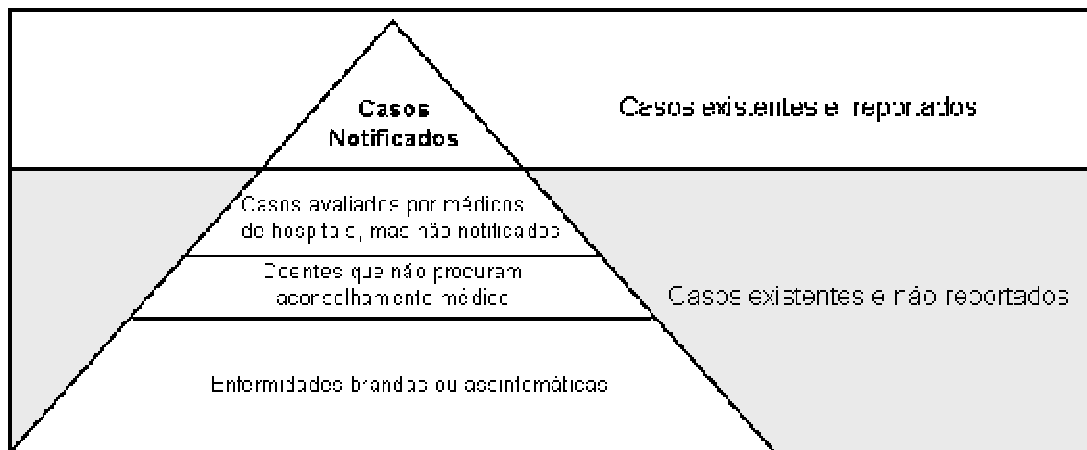 Casos
Notificados
Casos existentes e reportados
Casos avaliados por médicos
de hospitais, mas não notificados
Doentes que não procuram
aconselhamento médico
Casos existentes e não reportados
Enfermidades brandas ou assintomáticas